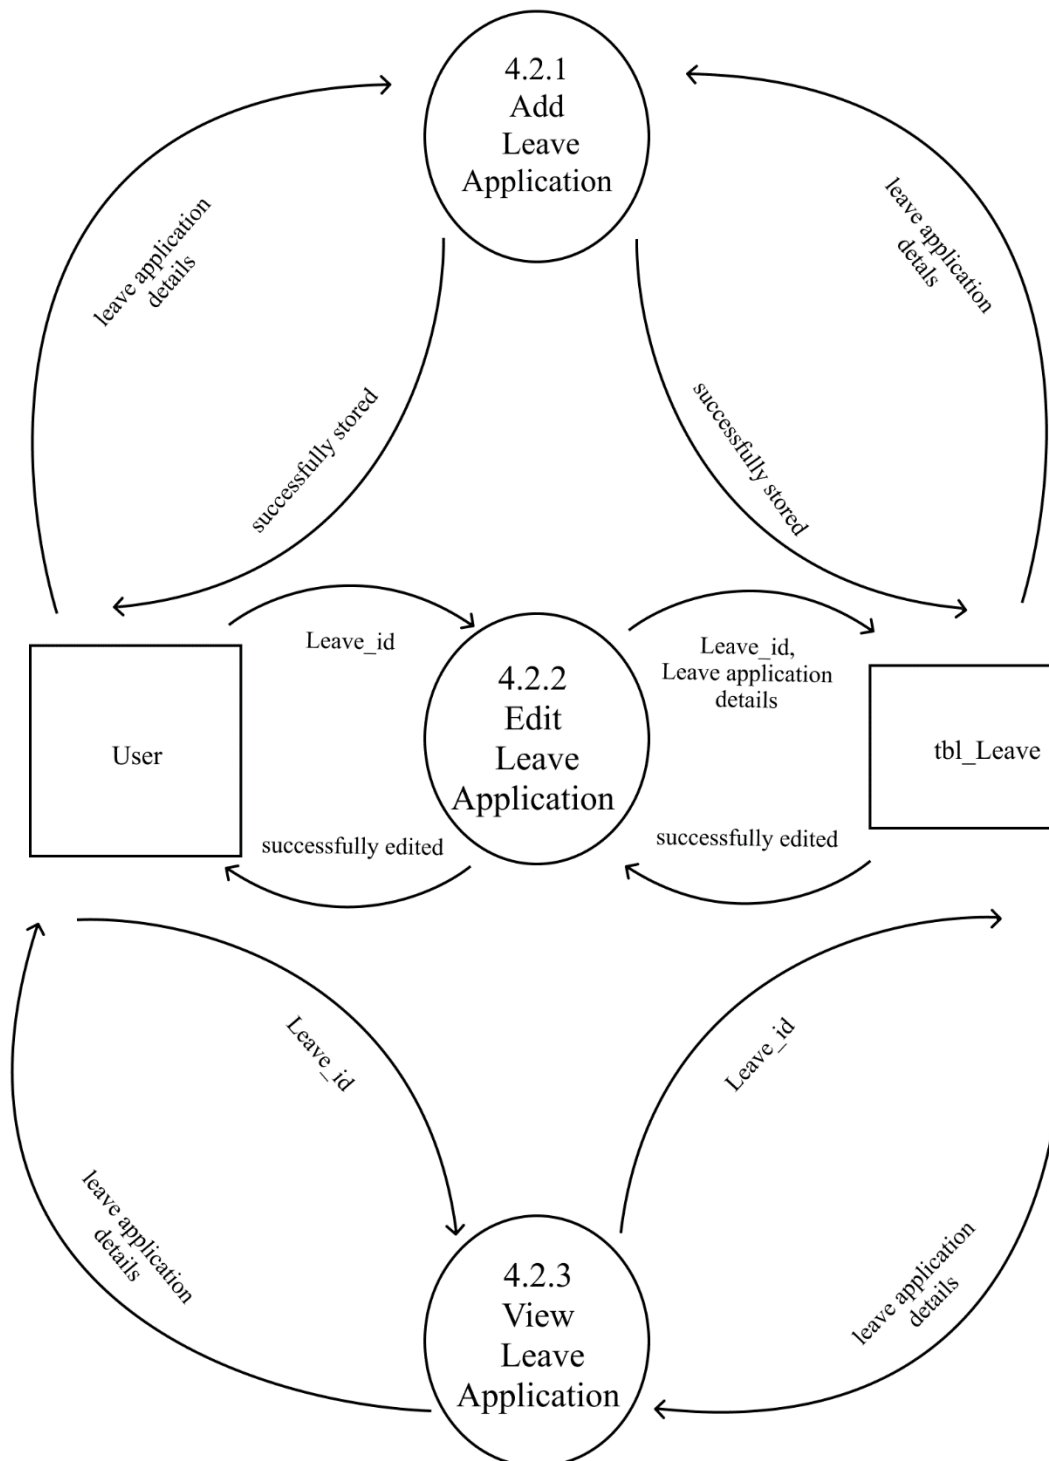 4.2.1
Add
Leave
Application
leave application
details
leave application
detals
successfully stored
successfully stored
Leave_id
Leave_id,
Leave application
details
4.2.2
Edit
Leave
Application
User
tbl_Leave
successfully edited
successfully edited
Leave_id
Leave_id
leave application
details
leave application
details
4.2.3
View
Leave
Application